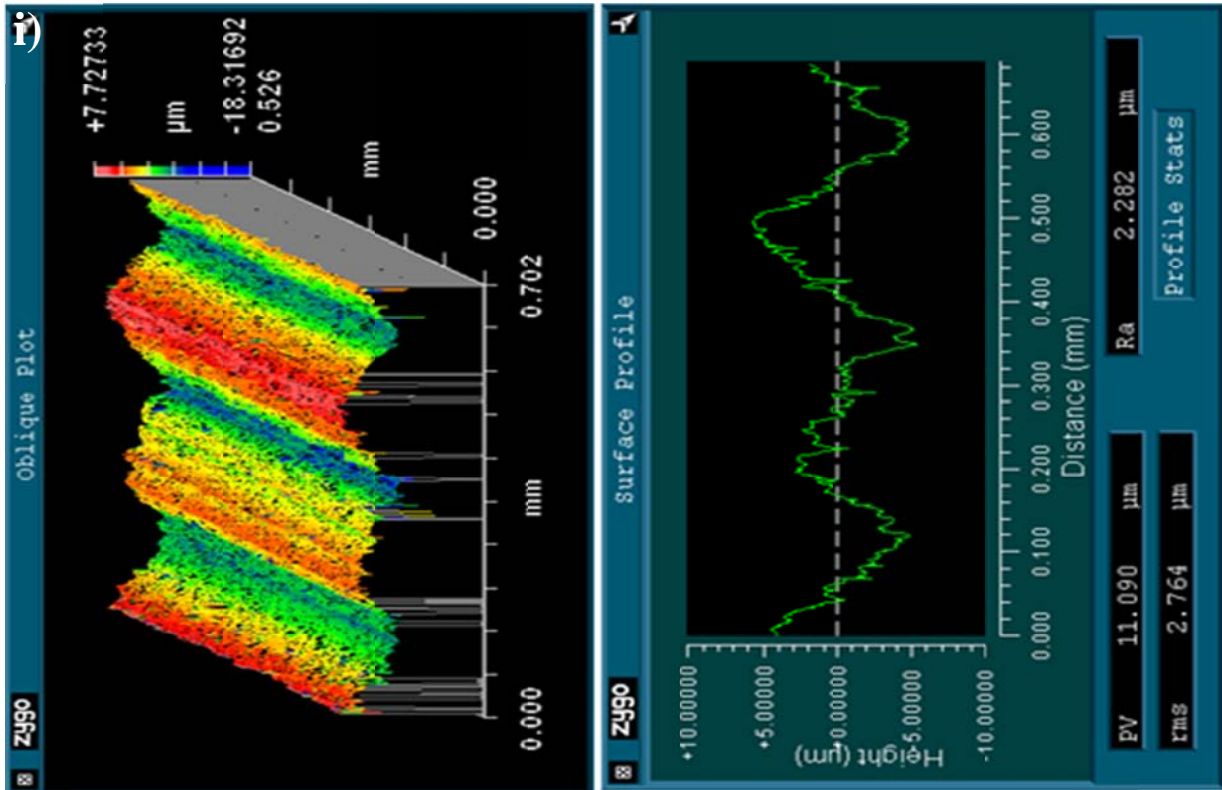 i)
zygo
Oblique Plot
+7.72733
µm
-18.31692
0.526
mm
0.000
0.702
mm
0.000
zygo
Surface Profile
+10.00000
+5.00000
+0.00000
+5.00000
-10.00000
Height (µm)
0.000 0.100 0.200 0.300 0.400 0.500 0.600
Distance (mm)
PV 11.090 µm
Ra 2.282 µm
rms 2.764 µm
Profile Stats